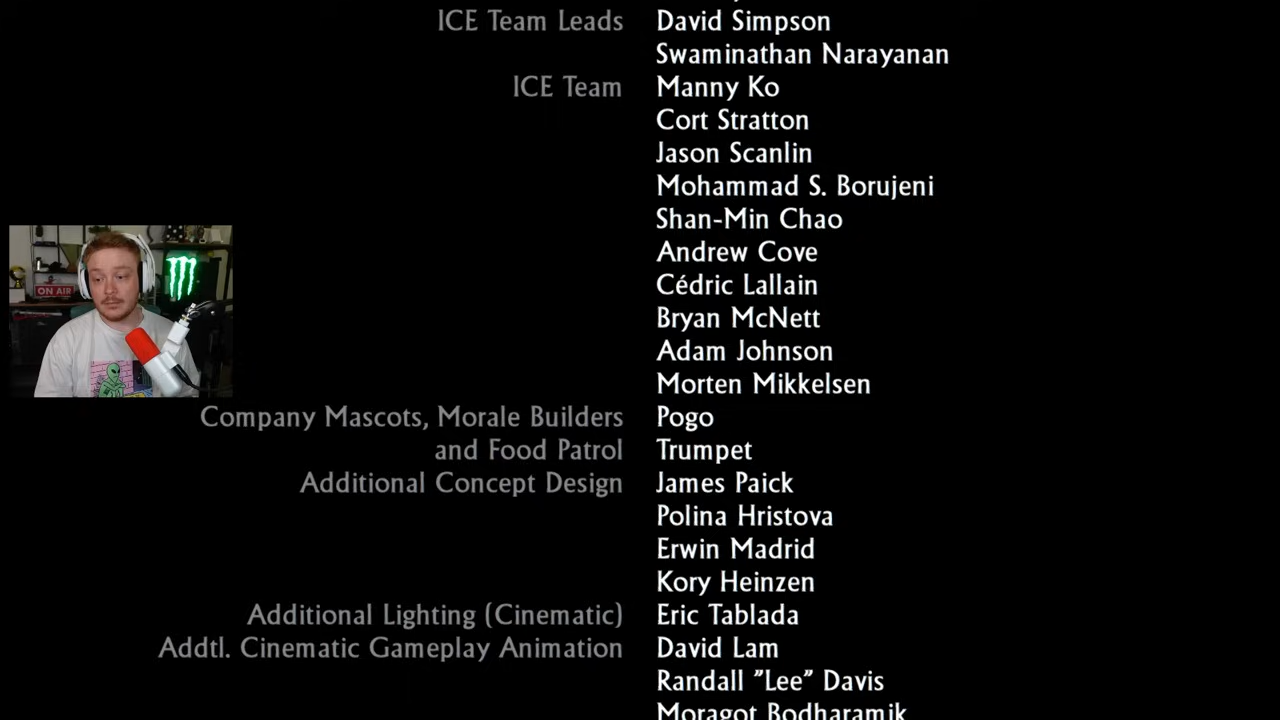 ICE Team Leads David Simpson
Swaminathan Narayanan
ICE Team Manny Ko
Cort Stratton
Jason Scanlin
Mohammad S. Borujeni
Shan-Min Chao
Andrew Cove
Cédric Lallain
Bryan McNett
Adam Johnson
Morten Mikkelsen
ON AIR
Company Mascots, Morale Builders Pogo
and Food Patrol Trumpet
Additional Concept Design James Paick
Polina Hristova
Erwin Madrid
Kory Heinzen
Additional Lighting (Cinematic) Eric Tablada
Addtl. Cinematic Gameplay Animation David Lam
Randall "Lee" Davis
Moragot Bodharamik